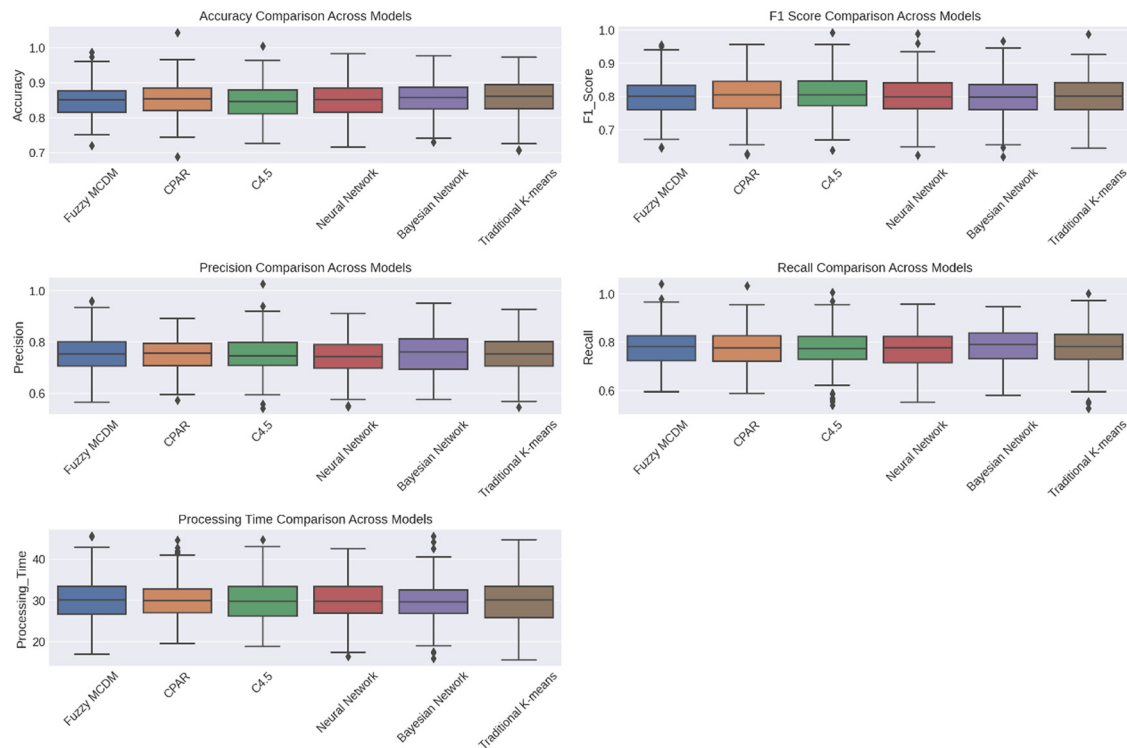 Accuracy Comparison Across Models
Accuracy
1.0
0.9
0.8
0.7
Fuzzy MCDM
CPAR
C4.5
Neural Network
Bayesian Network
Traditional K-means
F1 Score Comparison Across Models
F1_Score
1.0
0.9
0.8
0.7
Fuzzy MCDM
CPAR
C4.5
Neural Network
Bayesian Network
Traditional K-means
Precision Comparison Across Models
Precision
1.0
0.8
0.6
Fuzzy MCDM
CPAR
C4.5
Neural Network
Bayesian Network
Traditional K-means
Recall Comparison Across Models
Recall
1.0
0.8
0.6
Fuzzy MCDM
CPAR
C4.5
Neural Network
Bayesian Network
Traditional K-means
Processing Time Comparison Across Models
Processing_Time
40
30
20
Fuzzy MCDM
CPAR
C4.5
Neural Network
Bayesian Network
Traditional K-means